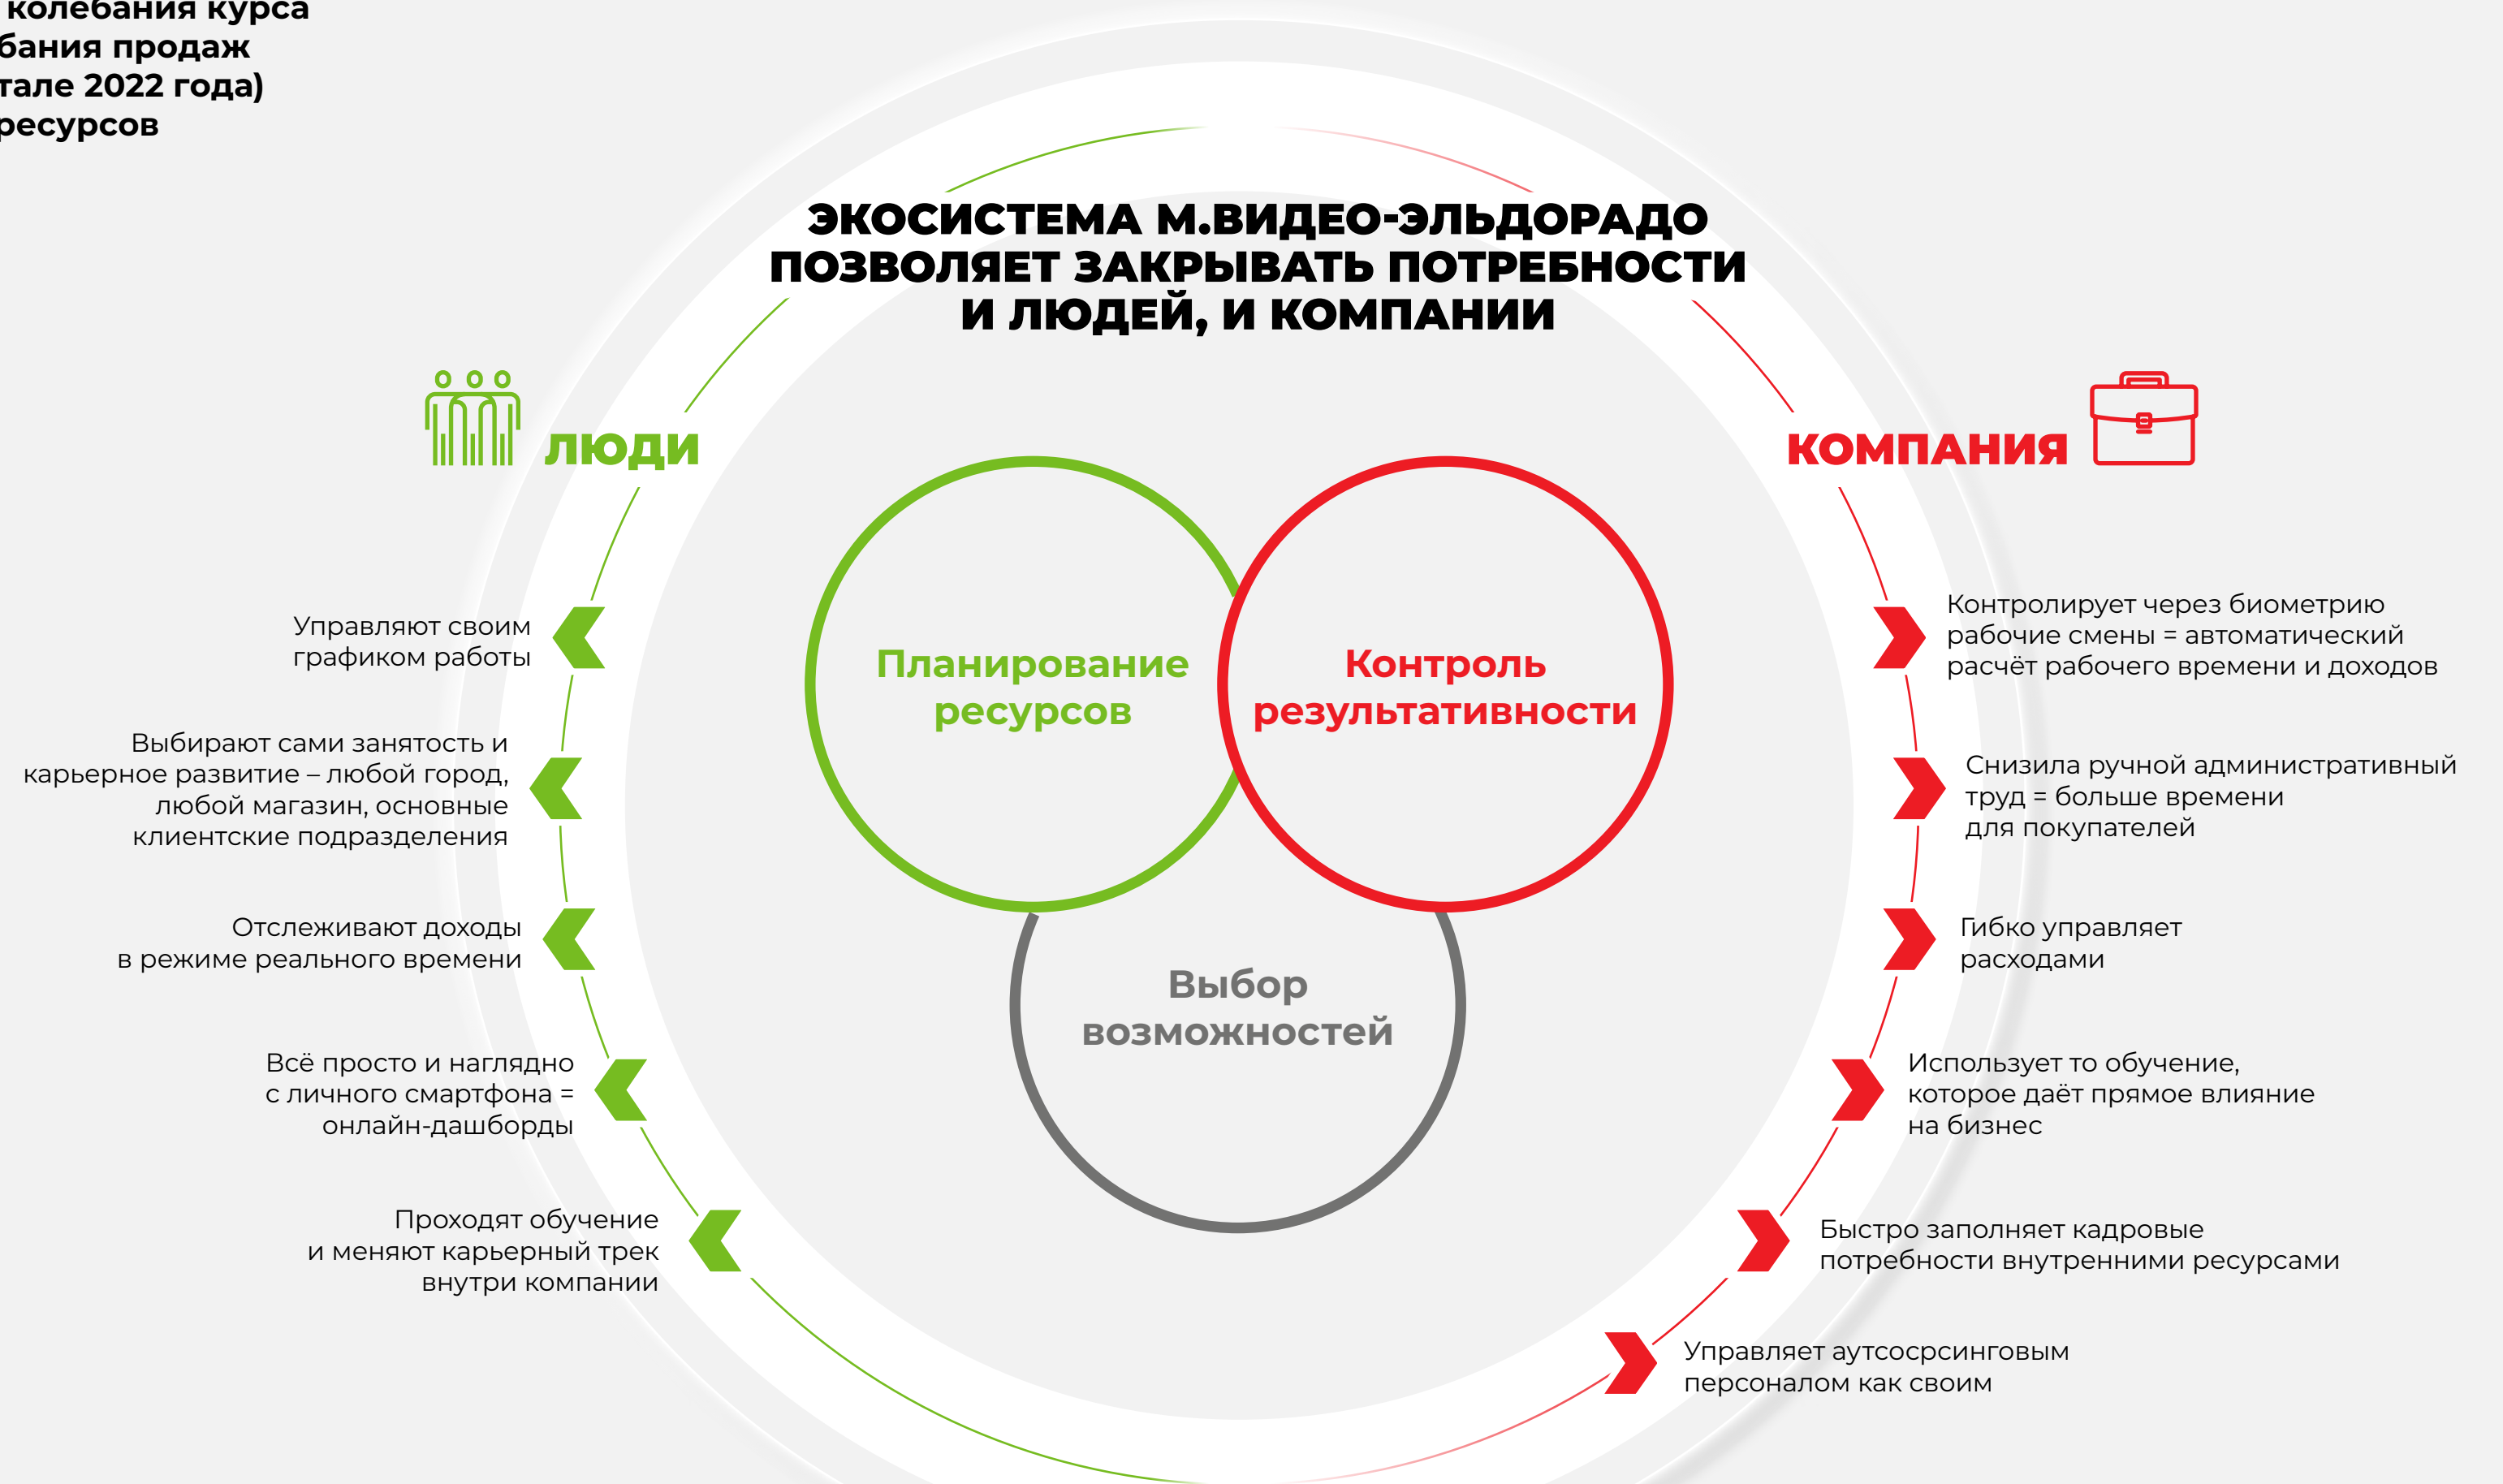 колебания курса
бания продаж
тале 2022 года)
ресурсов
ЭКОСИСТЕМА М.ВИДЕО-ЭЛЬДОРАДО
ПОЗВОЛЯЕТ ЗАКРЫВАТЬ ПОТРЕБНОСТИ
И ЛЮДЕЙ, И КОМПАНИИ
ЛЮДИ
Управляют своим
графиком работы
Выбирают сами занятость и
карьерное развитие – любой город,
любой магазин, основные
клиентские подразделения
Отслеживают доходы
в режиме реального времени
Всё просто и наглядно
с личного смартфона =
онлайн-дашборды
Проходят обучение
и меняют карьерный трек
внутри компании
Планирование
ресурсов
Контроль
результативности
Выбор
возможностей
КОМПАНИЯ
Контролирует через биометрию
рабочие смены = автоматический
расчёт рабочего времени и доходов
Снизила ручной административный
труд = больше времени
для покупателей
Гибко управляет
расходами
Использует то обучение,
которое даёт прямое влияние
на бизнес
Быстро заполняет кадровые
потребности внутренними ресурсами
Управляет аутсосрсинговым
персоналом как своим